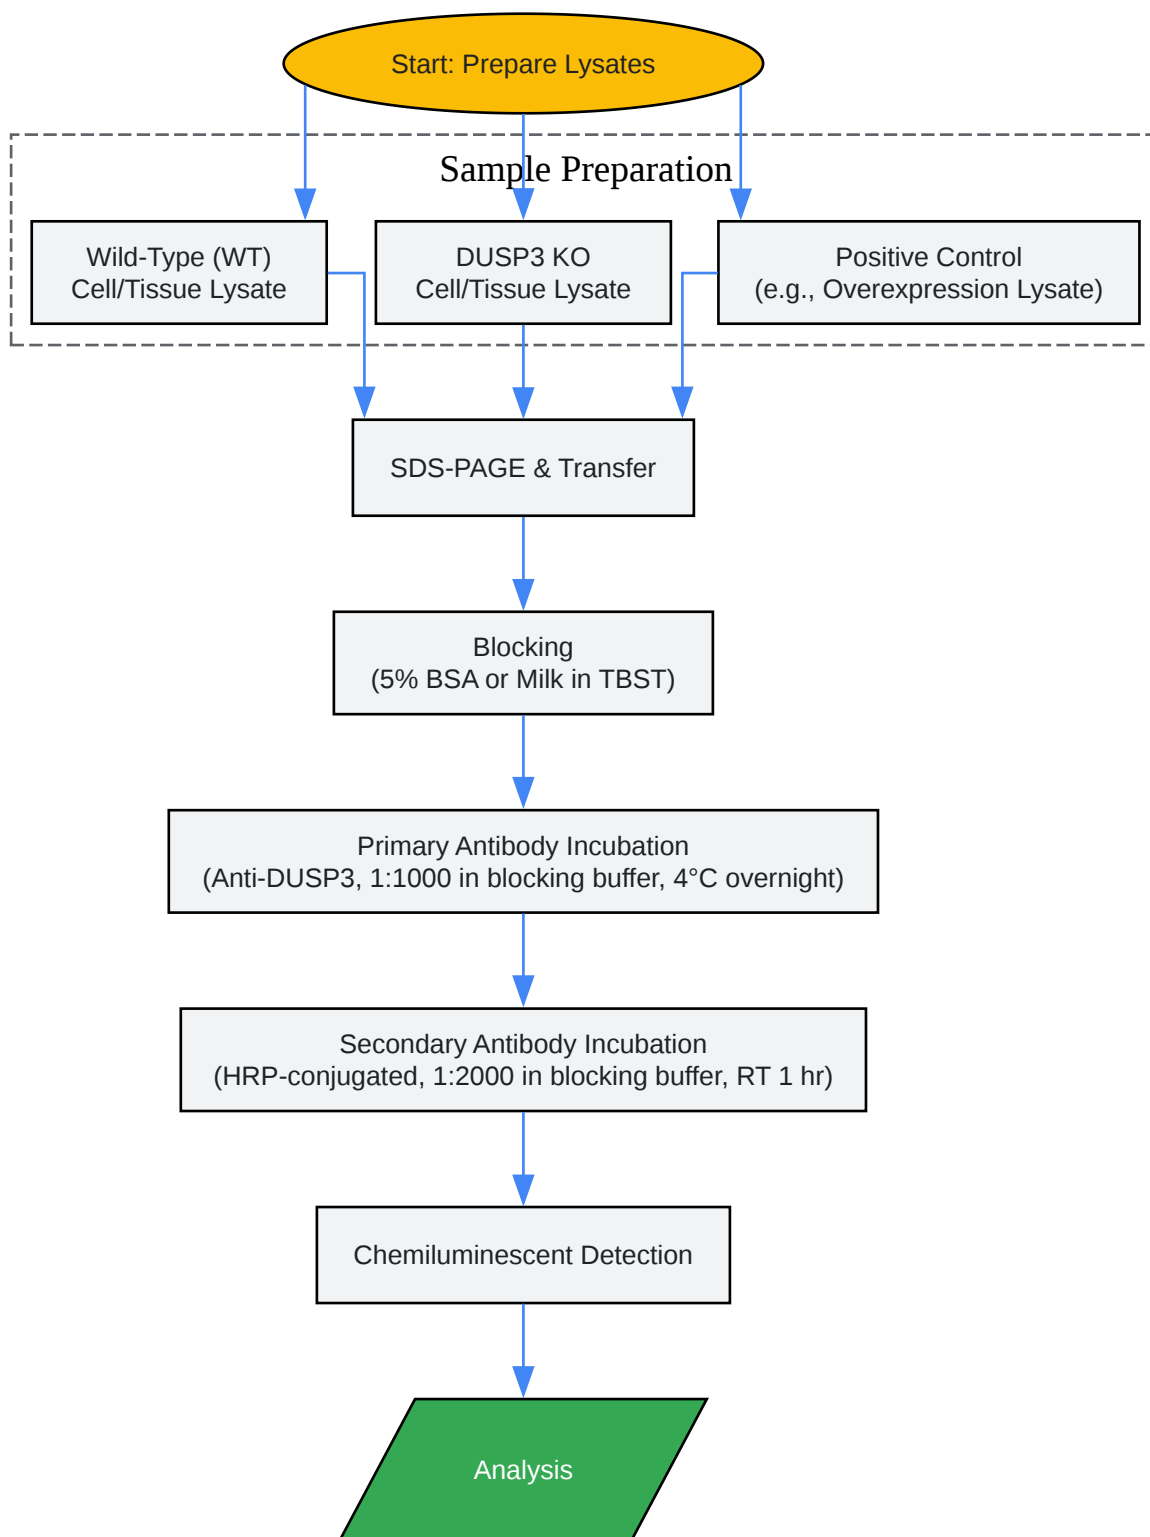 Start: Prepare Lysates
Sample Preparation
Wild-Type (WT)
Cell/Tissue Lysate
DUSP3 KO
Cell/Tissue Lysate
Positive Control
(e.g., Overexpression Lysate)
SDS-PAGE & Transfer
Blocking
(5% BSA or Milk in TBST)
Primary Antibody Incubation
(Anti-DUSP3, 1:1000 in blocking buffer, 4°C overnight)
Secondary Antibody Incubation
(HRP-conjugated, 1:2000 in blocking buffer, RT 1 hr)
Chemiluminescent Detection
Analysis